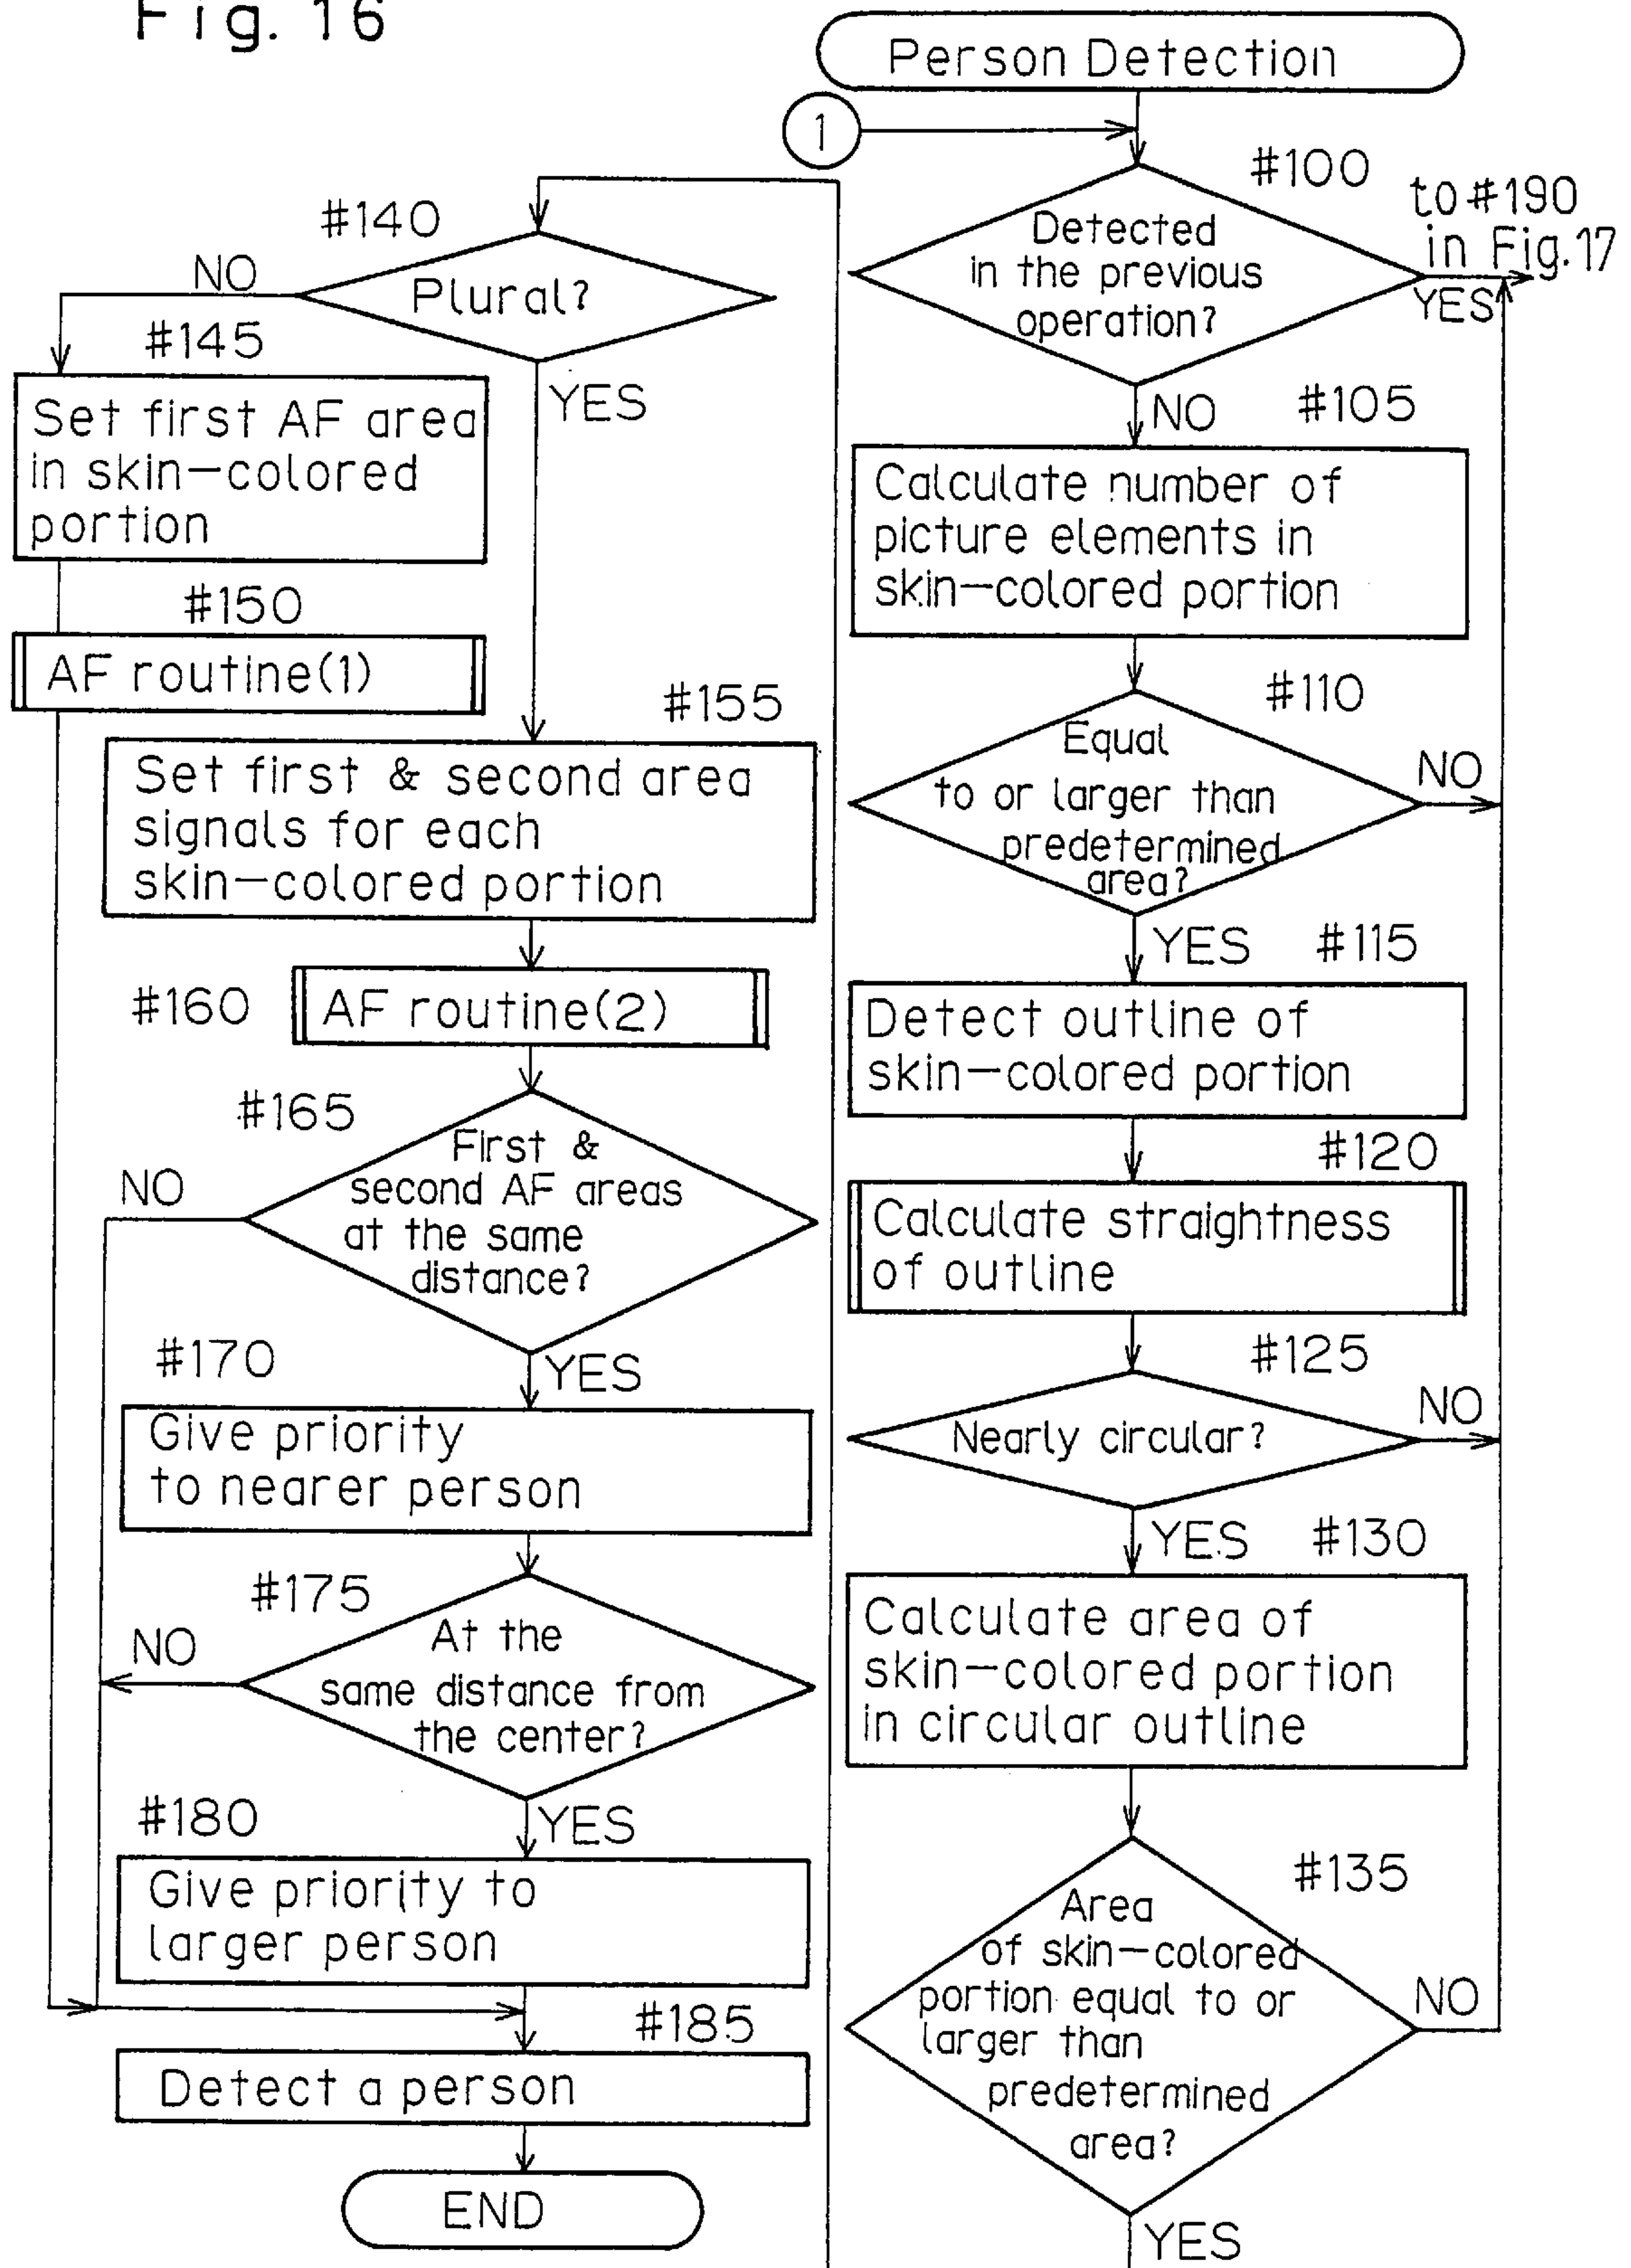 Fig. 16
Person Detection
1
#100
Detected
in the previous
operation?
to #190
in Fig.17
YES
NO
#105
Calculate number of
picture elements in
skin-colored portion
#110
Equal
to or larger than
predetermined
area?
NO
YES
#115
Detect outline of
skin-colored portion
#120
Calculate straightness
of outline
#125
Nearly circular?
NO
YES
#130
Calculate area of
skin-colored portion
in circular outline
#135
Area
of skin-colored
portion equal to or
larger than
predetermined
area?
NO
YES
#140
Plural?
NO
YES
#145
Set first AF area
in skin-colored
portion
#150
AF routine(1)
#155
Set first & second area
signals for each
skin-colored portion
#160
AF routine(2)
#165
First &
second AF areas
at the same
distance?
NO
YES
#170
Give priority
to nearer person
#175
At the
same distance from
the center?
NO
YES
#180
Give priority to
larger person
#185
Detect a person
END